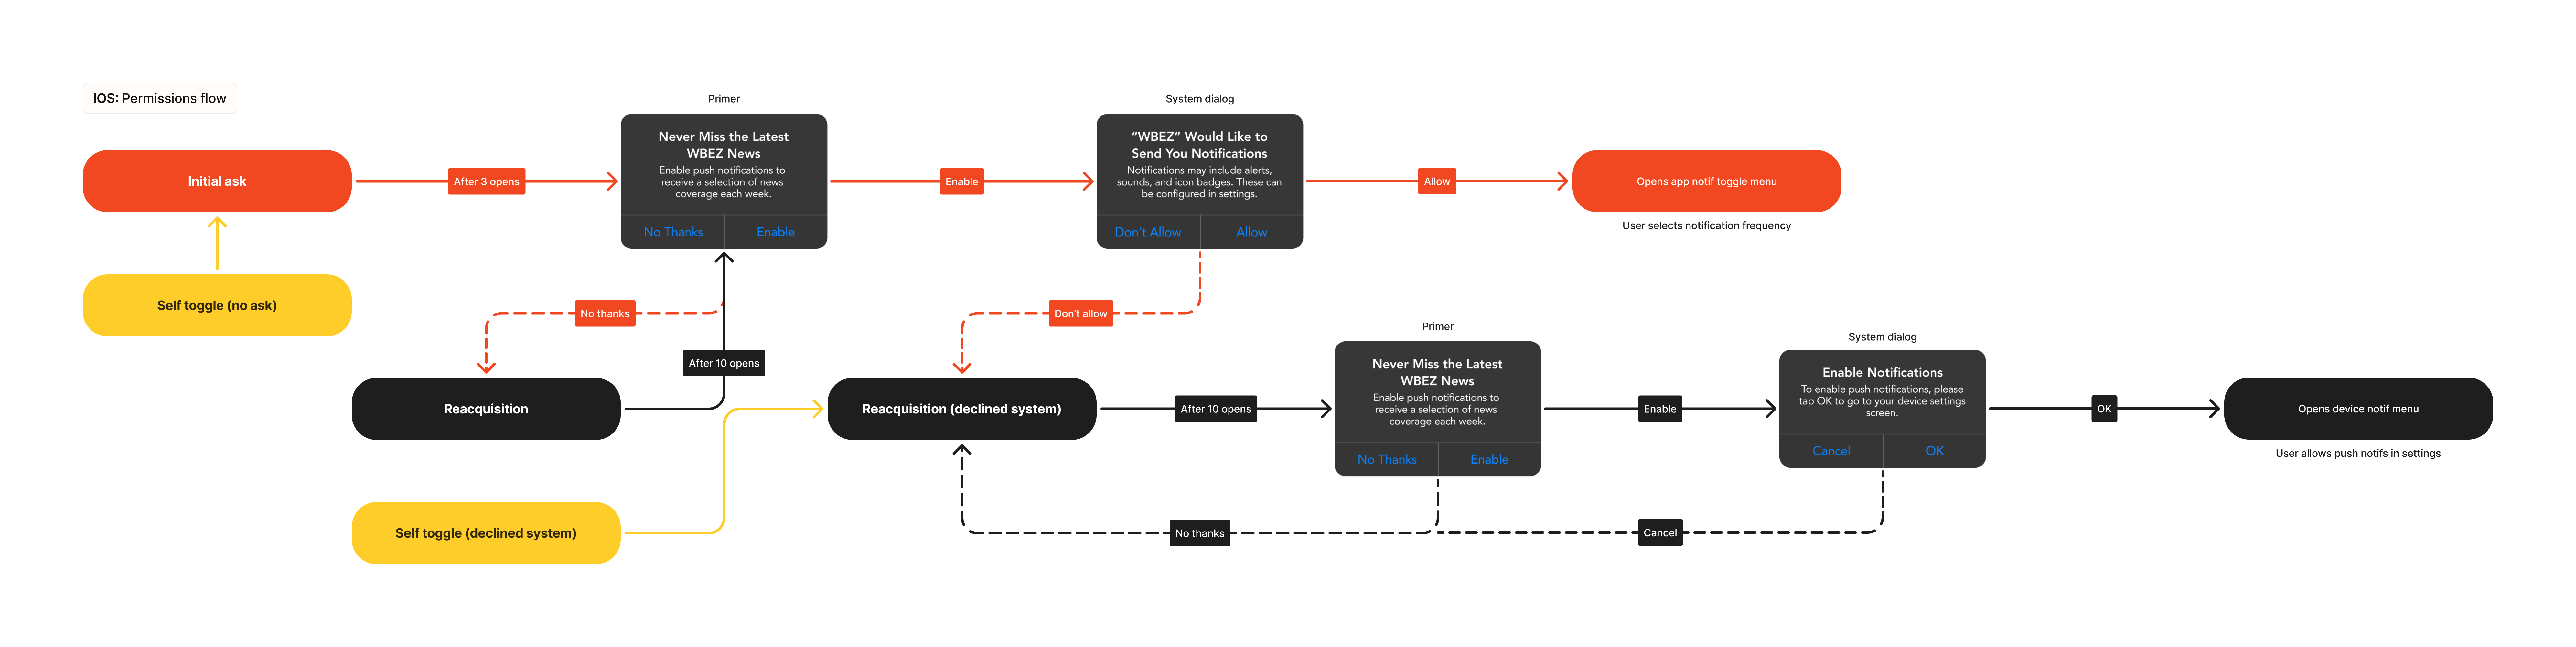 IOS: Permissions flow
Primer
System dialog
Never Miss the Latest
WBEZ News
Enable push notifications to
receive a selection of news
coverage each week.
No Thanks
Enable
“WBEZ” Would Like to
Send You Notifications
Notifications may include alerts,
sounds, and icon badges. These can
be configured in settings.
Don’t Allow
Allow
Initial ask
After 3 opens
Enable
Allow
Opens app notif toggle menu
User selects notification frequency
Self toggle (no ask)
No thanks
Don’t allow
After 10 opens
Primer
System dialog
Reacquisition
Reacquisition (declined system)
After 10 opens
Never Miss the Latest
WBEZ News
Enable push notifications to
receive a selection of news
coverage each week.
No Thanks
Enable
Enable
Enable Notifications
To enable push notifications, please
tap OK to go to your device settings
screen.
Cancel
OK
OK
Opens device notif menu
User allows push notifs in settings
Self toggle (declined system)
No thanks
Cancel